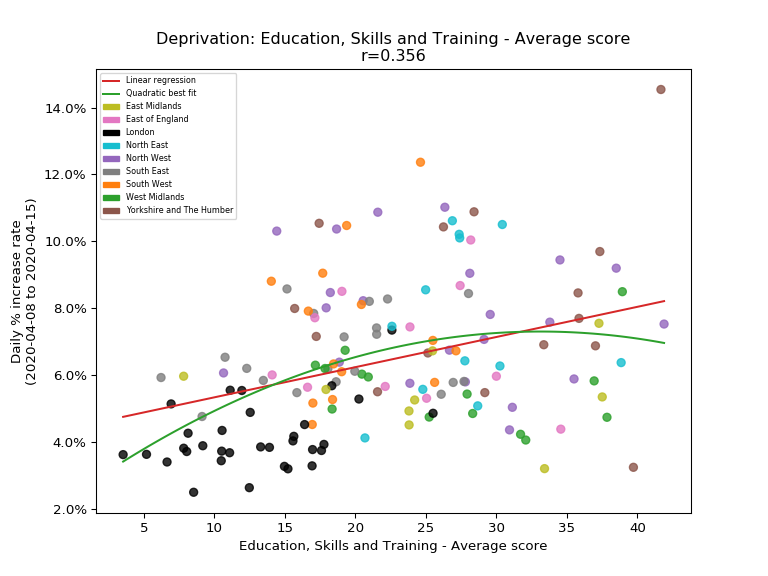 Deprivation: Education, Skills and Training - Average score
r=0.356
Linear regression
Quadratic best fit
East Midlands
East of England
London
North East
North West
South East
South West
West Midlands
Yorkshire and The Humber
14.0%
12.0%
10.0%
8.0%
6.0%
4.0%
2.0%
Daily % increase rate
(2020-04-08 to 2020-04-15)
5 10 15 20 25 30 35 40
Education, Skills and Training - Average score